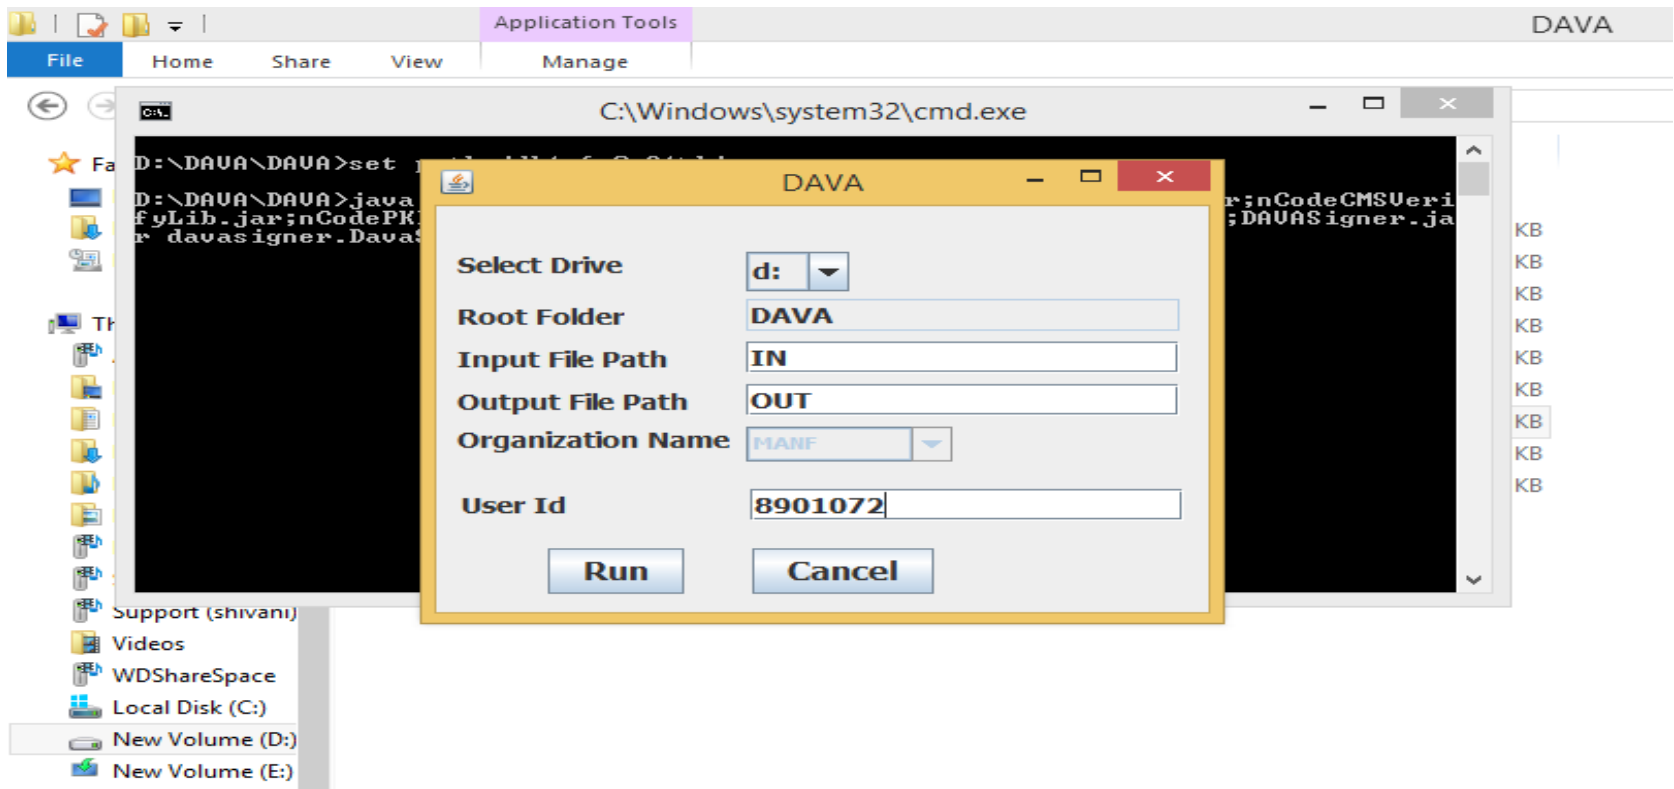 Application Tools
DAVA
File
Home
Share
View
Manage
C:\Windows\system32\cmd.exe
D:\DAVA\DAVA>set
D:\DAVA\DAVA>java
r;nCodeCMSVeri
fyLib.jar;nCodePK
;DAVASigner.ja
r davasigner.Dava
DAVA
Select Drive
d:
Root Folder
DAVA
Input File Path
IN
Output File Path
OUT
Organization Name
MANF
User Id
8901072
Run
Cancel
KB
KB
KB
KB
KB
KB
KB
KB
KB
Fa
Th
Support (shivani)
Videos
WDShareSpace
Local Disk (C:)
New Volume (D:)
New Volume (E:)